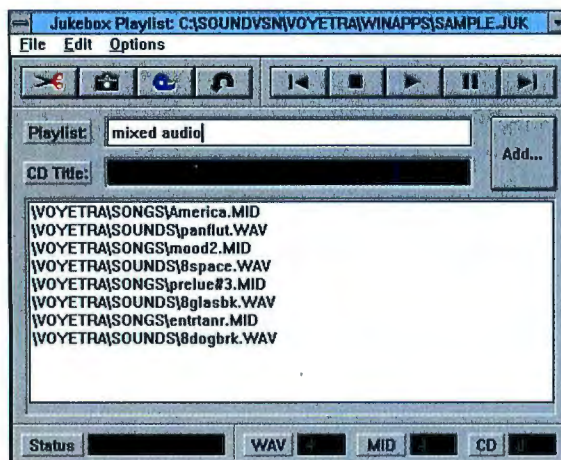 Jukebox Playlist: C:\SOUNDVSN\VOYETRA\WINAPPS\SAMPLE.JUK
File Edit Options
Playlist: mixed audio
Add...
CD Title:
\VOYETRA\SONGS\America.MID
\VOYETRA\SOUNDS\panflut.WAV
\VOYETRA\SONGS\mood2.MID
\VOYETRA\SOUNDS\8space.WAV
\VOYETRA\SONGS\prelue#3.MID
\VOYETRA\SOUNDS\8glasbk.WAV
\VOYETRA\SONGS\entrtanr.MID
\VOYETRA\SOUNDS\8dogbrk.WAV
Status WAV MID CD